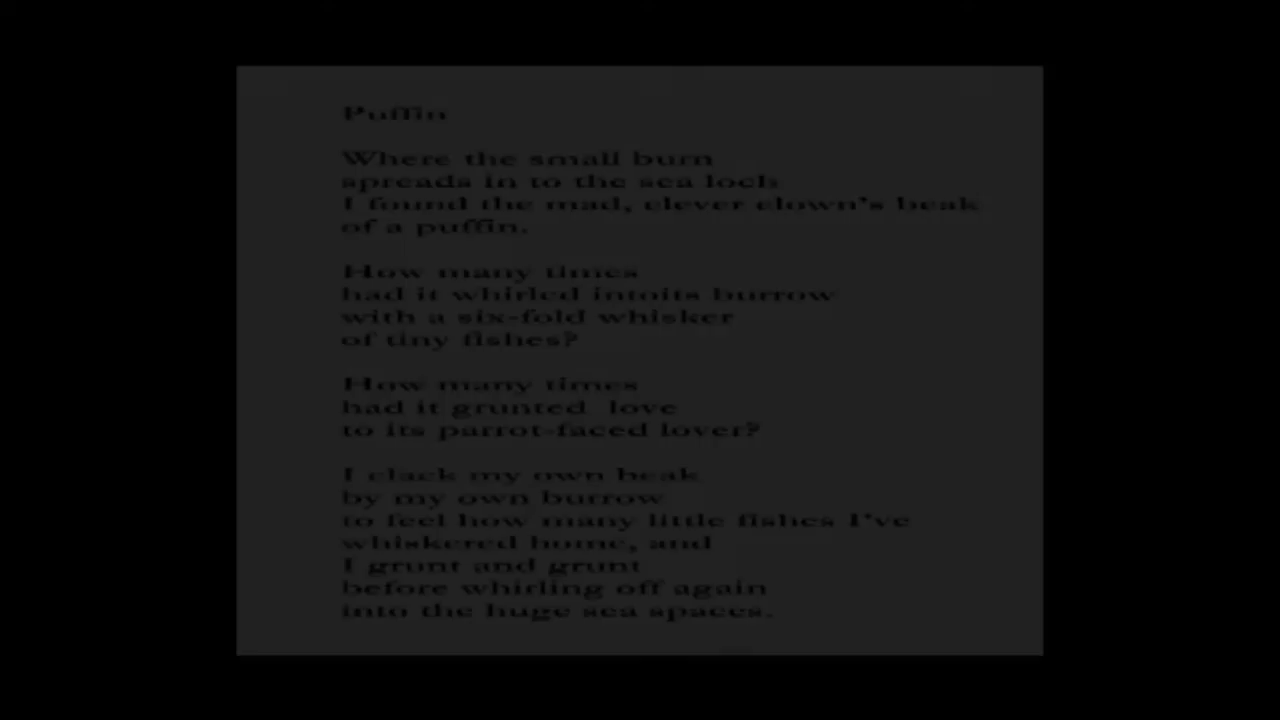 Puffin
Where the small burn
spreads in to the sea loch
I found the mad, clever clown's beak
of a puffin.
How many times
had it whirled intoits burrow
with a six-fold whisker
of tiny fishes?
How many times
had it grunted love
to its parrot-faced lover?
I clack my own beak
by my own burrow
to feel how many little fishes I've
whiskered home, and
I grunt and grunt
before whirling off again
into the huge sea spaces.